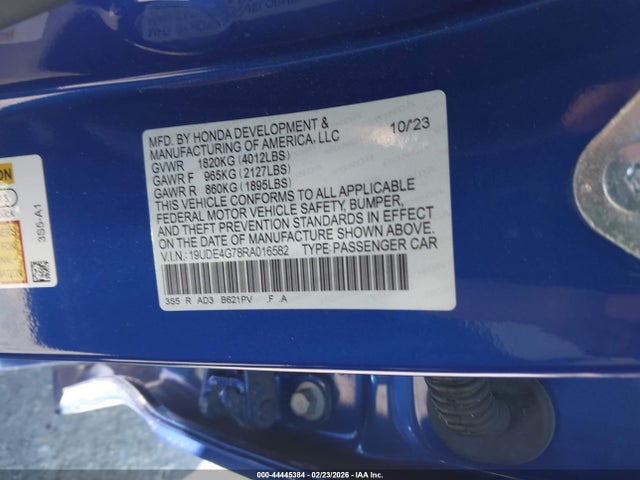 MFD. BY HONDA DEVELOPMENT & 10/'23
MANUFACTURING OF AMERICA, LLC
GVWR 1820KG (4012LBS)
GAWR F 965KG (2127LBS)
GAWR R 860KG (1895LBS)
THIS VEHICLE CONFORMS TO ALL APPLICABLE
FEDERAL MOTOR VEHICLE SAFETY, BUMPER,
AND THEFT PREVENTION STANDARDS IN EFFECT
ON THE DATE OF MANUFACTURE SHOWN ABOVE.
V.I.N.: 19UDE4G78RA016582 TYPE:PASSENGER CAR
3S5 R AD3 B621PV .F .A
3S5-A1
000-44445384 | 02/23/2026 - IAA Inc.